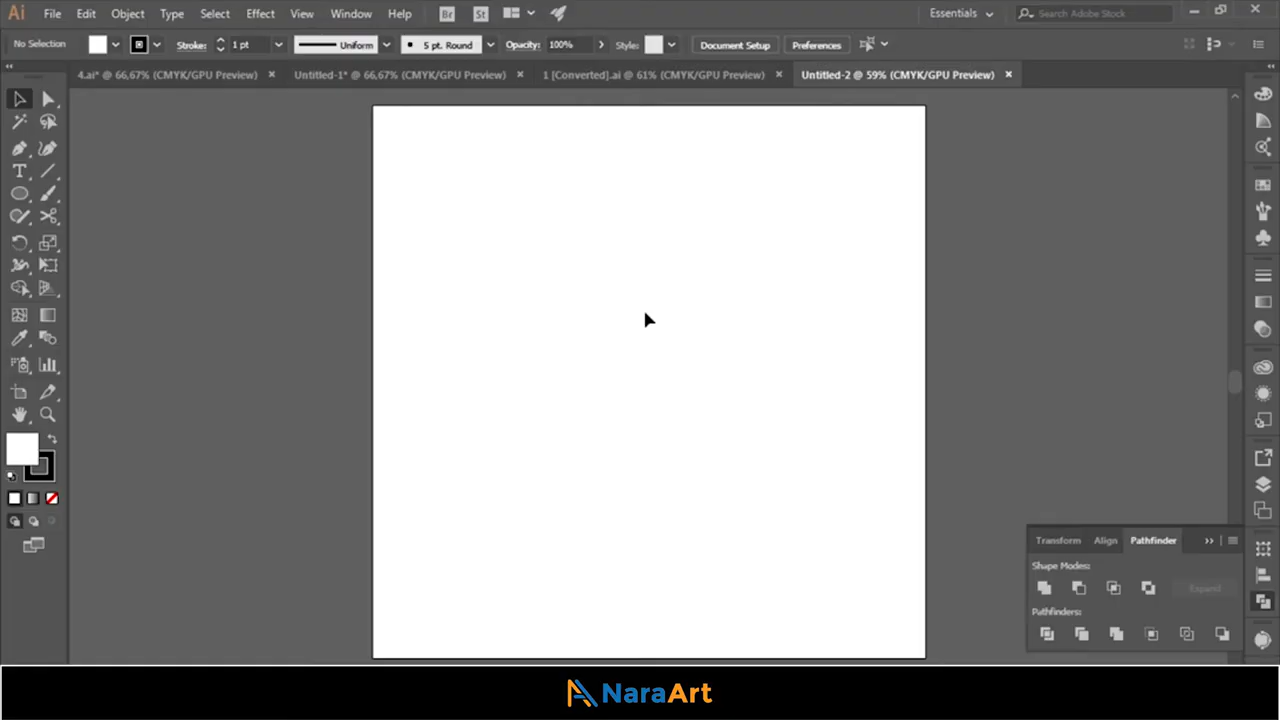 Ai File Edit Object Type Select Effect View Window Help Br St Essentials Search Adobe Stock
No Selection Stroke: 1 pt Uniform 5 pt. Round Opacity: 100% Style: Document Setup Preferences
4.ai* @ 66,67% (CMYK/GPU Preview) × Untitled-1* @ 66,67% (CMYK/GPU Preview) × 1 [Converted].ai @ 61% (CMYK/GPU Preview) × Untitled-2 @ 59% (CMYK/GPU Preview) ×
Transform Align Pathfinder
Shape Modes:
Expand
Pathfinders:
NaraArt